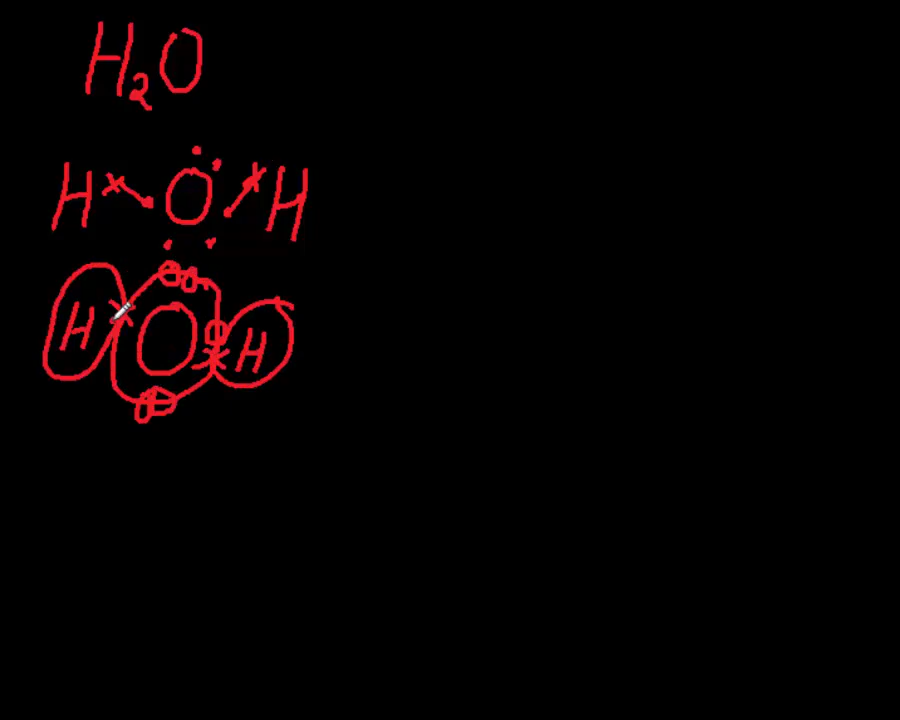 H₂O
H × O × H
H × O × H